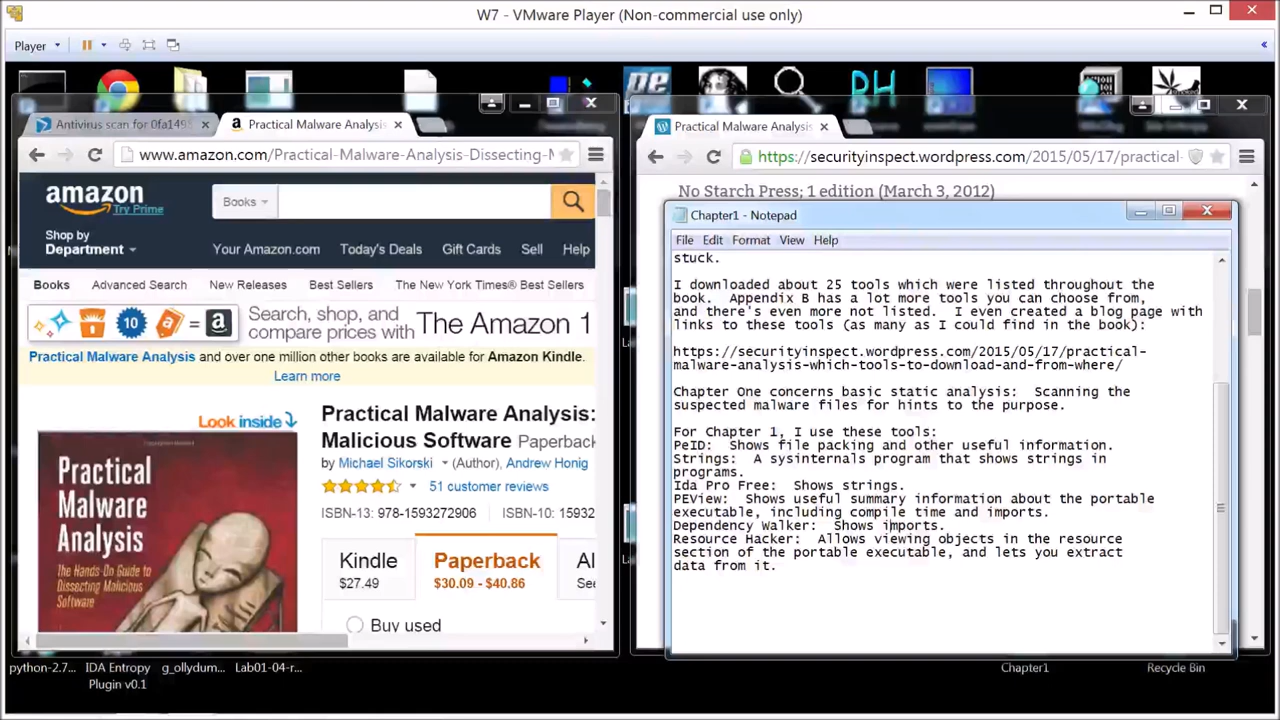 W7 - VMware Player (Non-commercial use only)
Player
PH
Antivirus scan for 0fa149
Practical Malware Analysis
www.amazon.com/Practical-Malware-Analysis-Dissecting-M
amazon
Try Prime
Books
Shop by
Department
Your Amazon.com Today's Deals Gift Cards Sell Help
Books Advanced Search New Releases Best Sellers The New York Times® Best Sellers
10
Search, shop, and
compare prices with The Amazon 1
Practical Malware Analysis and over one million other books are available for Amazon Kindle.
Learn more
Look inside
Practical
Malware
Analysis
The Hands-On Guide to
Dissecting Malicious
Software
Practical Malware Analysis:
Malicious Software Paperback
by Michael Sikorski (Author), Andrew Honig
51 customer reviews
ISBN-13: 978-1593272906 ISBN-10: 15932
Kindle
$27.49
Paperback
$30.09 - $40.86
Al
See
Buy used
Practical Malware Analysis
https://securityinspect.wordpress.com/2015/05/17/practical-
No Starch Press; 1 edition (March 3, 2012)
Chapter1 - Notepad
File Edit Format View Help
stuck.
I downloaded about 25 tools which were listed throughout the
book. Appendix B has a lot more tools you can choose from,
and there's even more not listed. I even created a blog page with
links to these tools (as many as I could find in the book):
https://securityinspect.wordpress.com/2015/05/17/practical-
malware-analysis-which-tools-to-download-and-from-where/
Chapter One concerns basic static analysis: Scanning the
suspected malware files for hints to the purpose.
For Chapter 1, I use these tools:
PeID: Shows file packing and other useful information.
Strings: A sysinternals program that shows strings in
programs.
Ida Pro Free: Shows strings.
PEView: Shows useful summary information about the portable
executable, including compile time and imports.
Dependency Walker: Shows imports.
Resource Hacker: Allows viewing objects in the resource
section of the portable executable, and lets you extract
data from it.
python-2.7...
IDA Entropy
Plugin v0.1
g_ollydum...
Lab01-04-r...
Chapter1
Recycle Bin